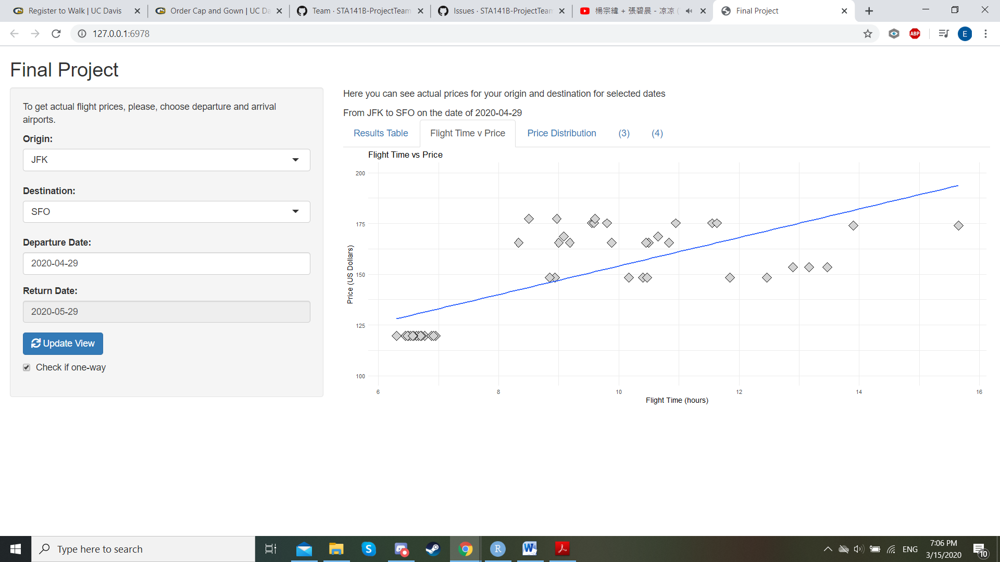 Register to Walk | UC Davis
Order Cap and Gown | UC Da
Team · STA141B-ProjectTeam
Issues · STA141B-ProjectTeam
楊宗緯 + 張碧晨 - 凉凉 (
Final Project
127.0.0.1:6978
ABP
E
Final Project
To get actual flight prices, please, choose departure and arrival
airports.
Origin:
JFK
Destination:
SFO
Departure Date:
2020-04-29
Return Date:
2020-05-29
Update View
Check if one-way
Here you can see actual prices for your origin and destination for selected dates
From JFK to SFO on the date of 2020-04-29
Results Table
Flight Time v Price
Price Distribution
(3)
(4)
Flight Time vs Price
Price (US Dollars)
200
175
150
125
100
6
8
10
12
14
16
Flight Time (hours)
Type here to search
S
R
W
ENG
7:06 PM
3/15/2020
10